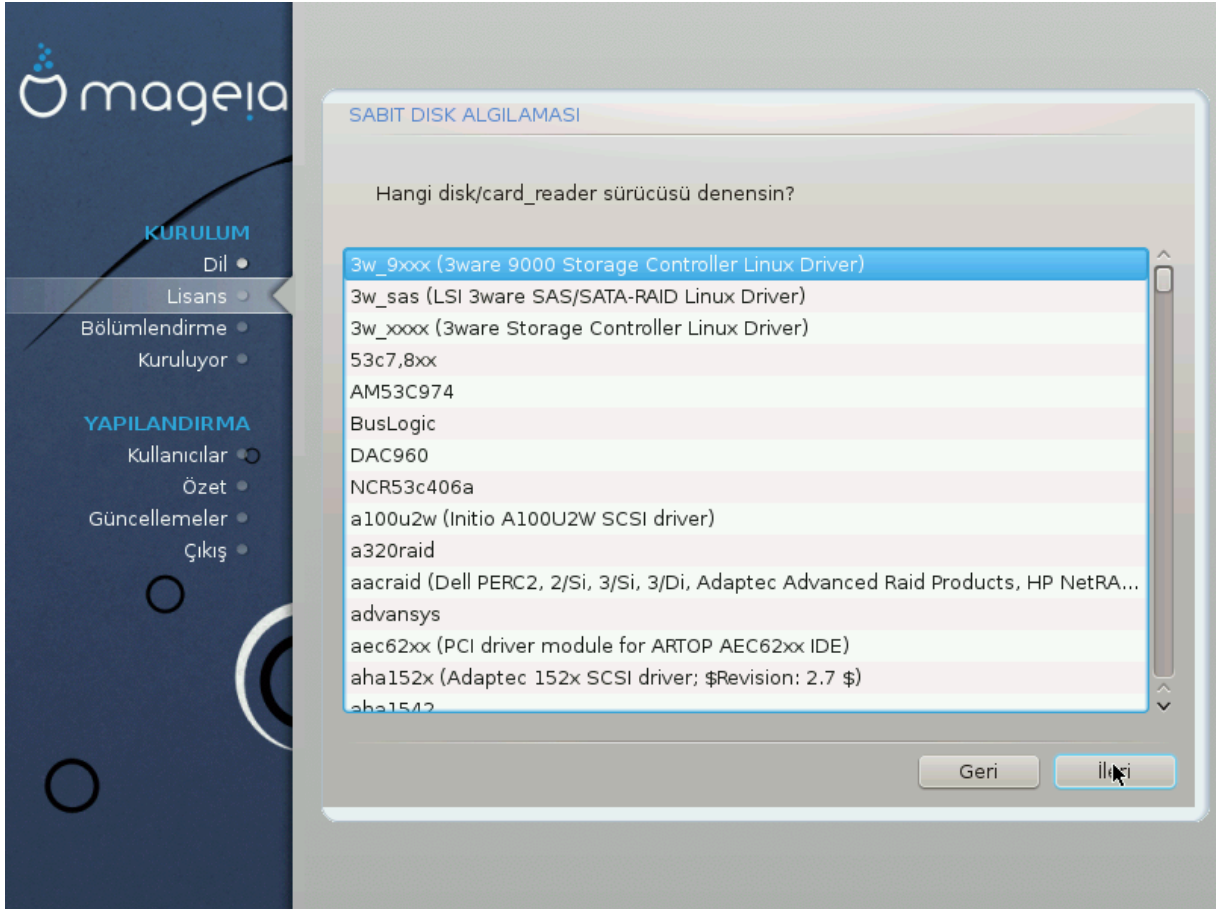 mageia
KURULUM
Dil
Lisans
Bölümlendirme
Kuruluyor
YAPILANDIRMA
Kullanıcılar
Özet
Güncellemeler
Çıkış
SABIT DISK ALGILAMASI
Hangi disk/card_reader sürücüsü denensin?
3w_9xxx (3ware 9000 Storage Controller Linux Driver)
3w_sas (LSI 3ware SAS/SATA-RAID Linux Driver)
3w_xxxx (3ware Storage Controller Linux Driver)
53c7,8xx
AM53C974
BusLogic
DAC960
NCR53c406a
a100u2w (Initio A100U2W SCSI driver)
a320raid
aacraid (Dell PERC2, 2/Si, 3/Si, 3/Di, Adaptec Advanced Raid Products, HP NetRA...
advansys
aec62xx (PCI driver module for ARTOP AEC62xx IDE)
aha152x (Adaptec 152x SCSI driver; $Revision: 2.7 $)
aha1542
Geri
İleri